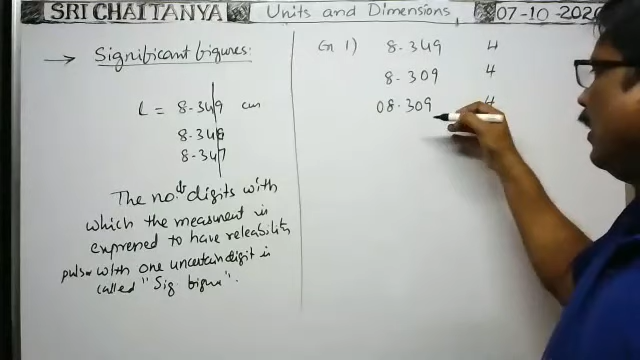 SRI CHAITANYA
Units and Dimensions
07-10-2020
→ Significant figures:
L = 8.349 cm
8.348
8.347
The no. of digits with
which the measurement is
expressed to have reliability
plus with one uncertain digit is
called "Sig. figure".
1) 8.349 4
8.309 4
08.309 4